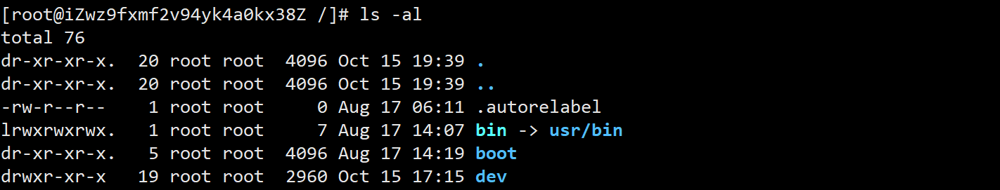 [root@iZwz9fxmf2v94yk4a0kx38Z /]# ls -al
total 76
dr-xr-xr-x.  20 root root  4096 Oct 15 19:39 .
dr-xr-xr-x.  20 root root  4096 Oct 15 19:39 ..
-rw-r--r--    1 root root     0 Aug 17 06:11 .autorelabel
lrwxrwxrwx.   1 root root     7 Aug 17 14:07 bin -> usr/bin
dr-xr-xr-x.   5 root root  4096 Aug 17 14:19 boot
drwxr-xr-x   19 root root  2960 Oct 15 17:15 dev